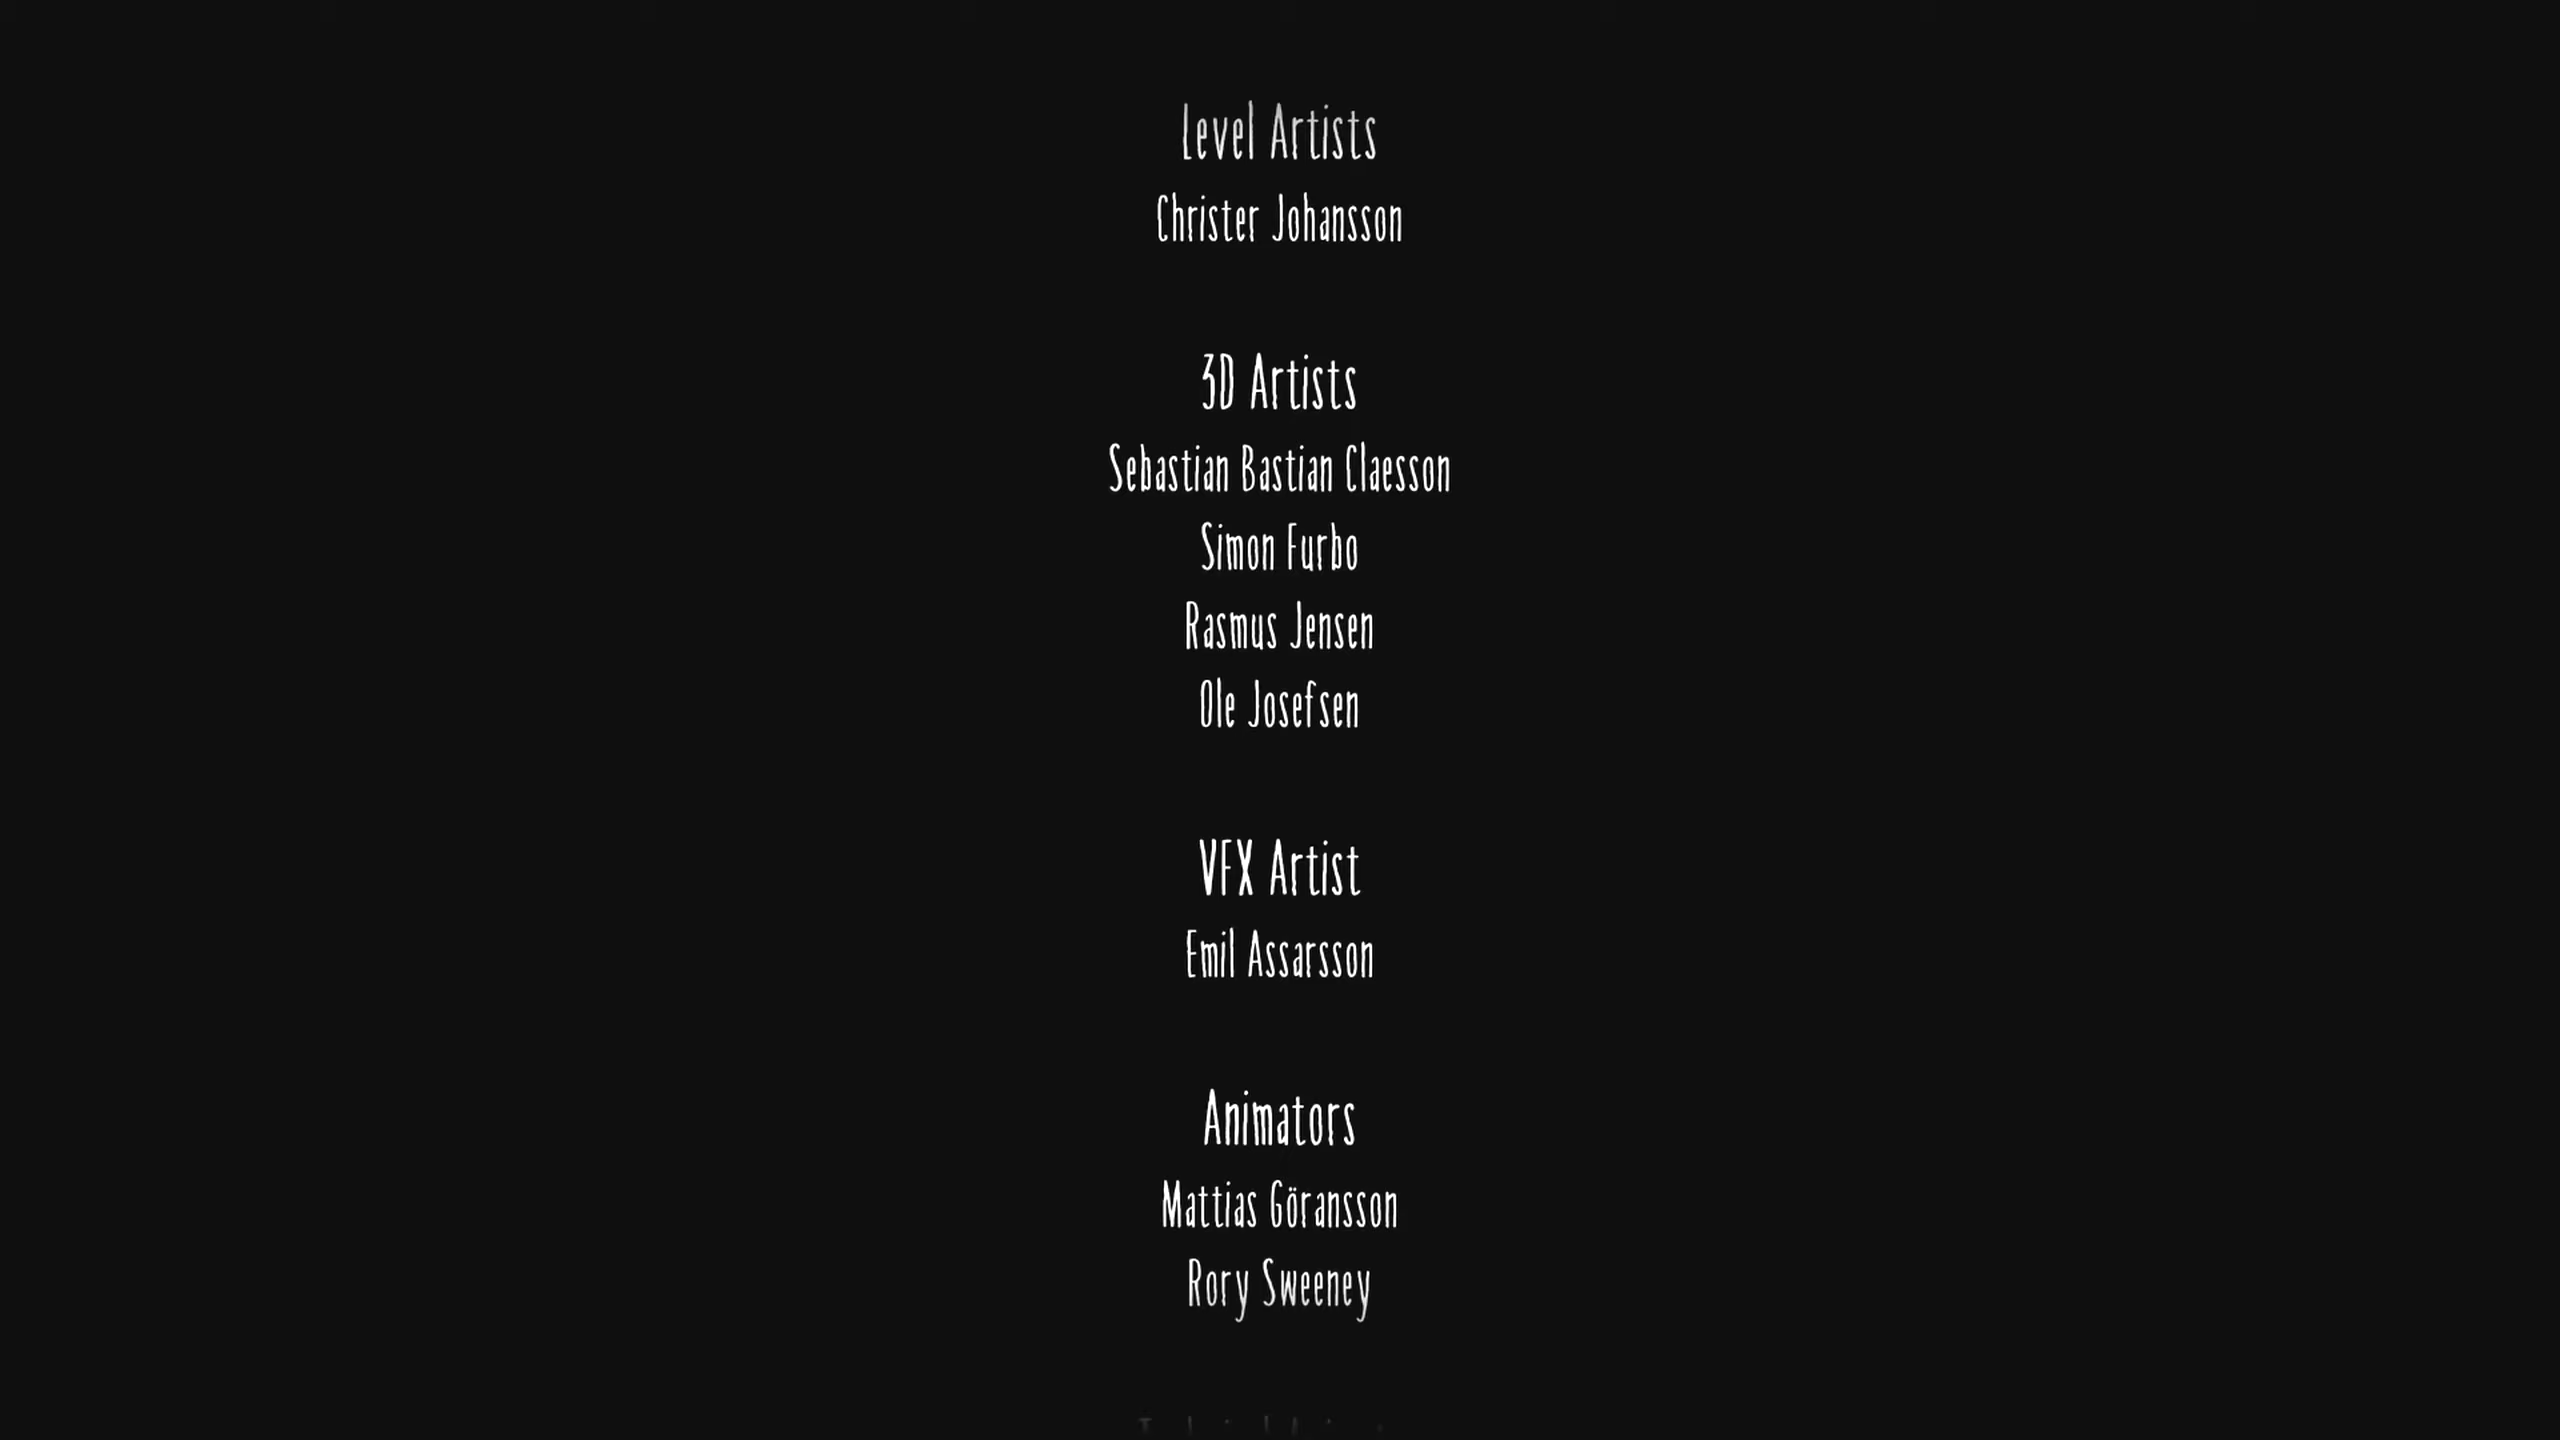 Level Artists
Christer Johansson
3D Artists
Sebastian Bastian Claesson
Simon Furbo
Rasmus Jensen
Ole Josefsen
VFX Artist
Emil Assarsson
Animators
Mattias Göransson
Rory Sweeney